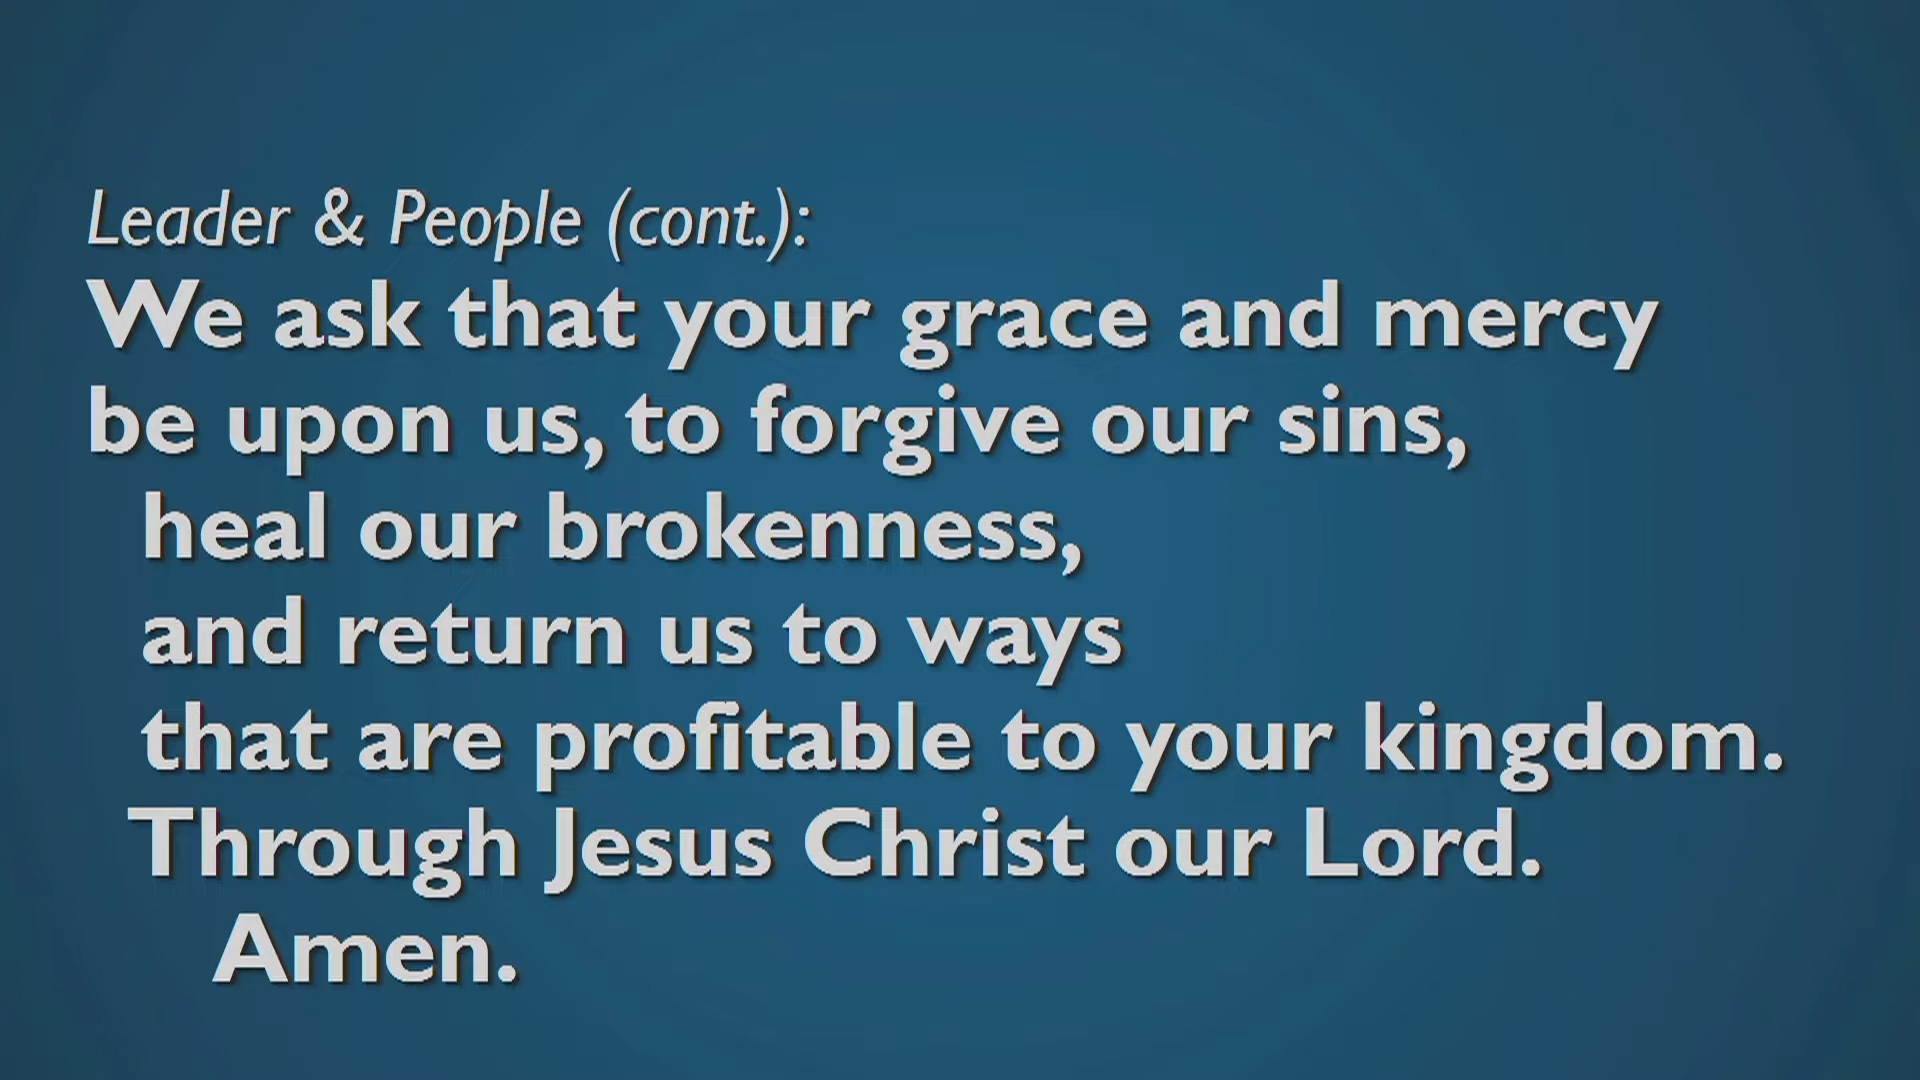 Leader & People (cont.):
We ask that your grace and mercy
be upon us, to forgive our sins,
heal our brokenness,
and return us to ways
that are profitable to your kingdom.
Through Jesus Christ our Lord.
Amen.